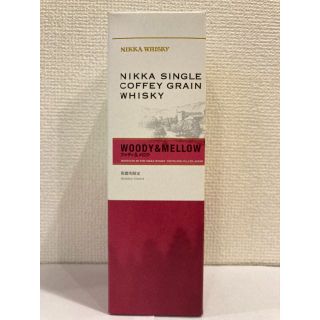 NIKKA WHISKY
NIKKA SINGLE
COFFEY GRAIN
WHISKY
WOODY&MELLOW
ウッディ&メロウ